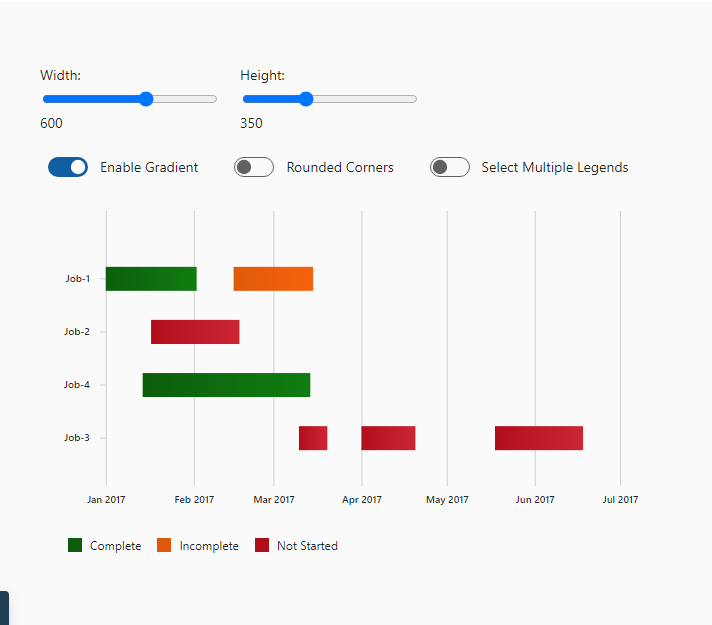 Width:
Height:
600
350
Enable Gradient
Rounded Corners
Select Multiple Legends
Job-1
Job-2
Job-4
Job-3
Jan 2017
Feb 2017
Mar 2017
Apr 2017
May 2017
Jun 2017
Jul 2017
Complete
Incomplete
Not Started